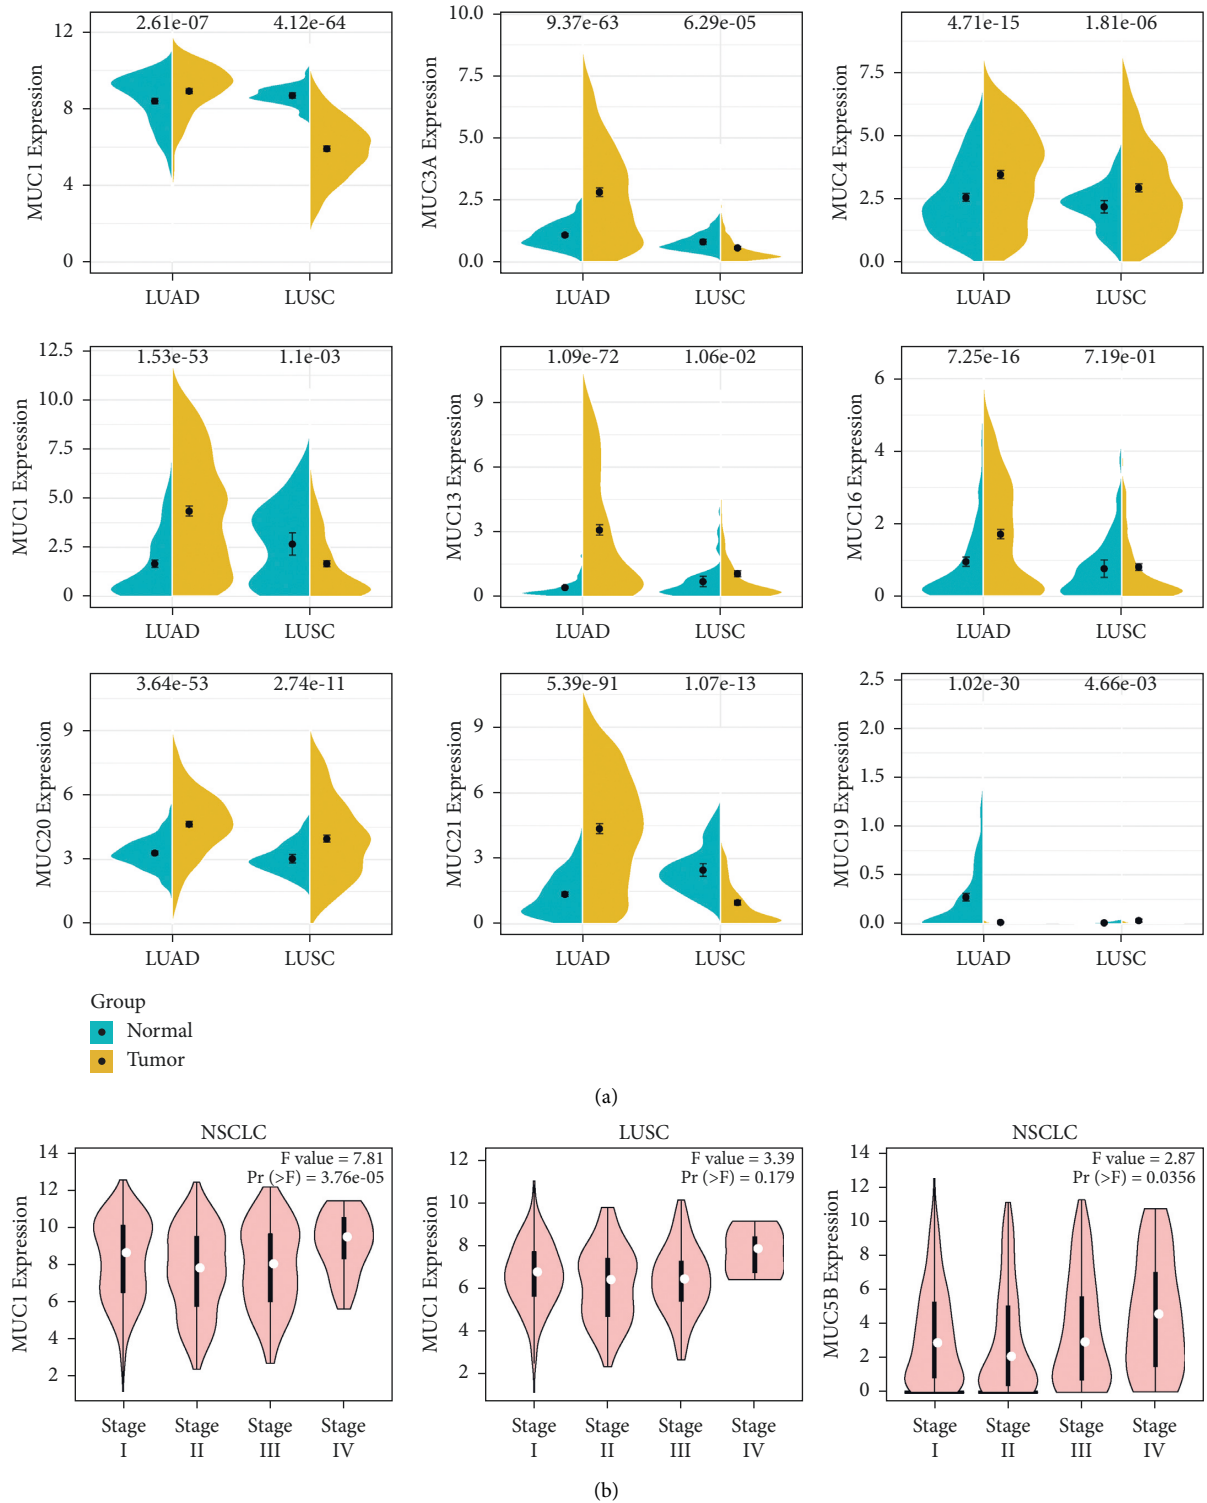 2.61e-07 4.12e-64
12
8
4
0
MUC1 Expression
LUAD LUSC
9.37e-63 6.29e-05
10.0
7.5
5.0
2.5
0.0
MUC3A Expression
LUAD LUSC
4.71e-15 1.81e-06
7.5
5.0
2.5
0.0
MUC4 Expression
LUAD LUSC
1.53e-53 1.1e-03
12.5
10.0
7.5
5.0
2.5
0
MUC1 Expression
LUAD LUSC
1.09e-72 1.06e-02
9
6
3
0
MUC13 Expression
LUAD LUSC
7.25e-16 7.19e-01
6
4
2
0
MUC16 Expression
LUAD LUSC
3.64e-53 2.74e-11
9
6
3
0
MUC20 Expression
LUAD LUSC
5.39e-91 1.07e-13
9
6
3
0
MUC21 Expression
LUAD LUSC
1.02e-30 4.66e-03
2.5
2.0
1.5
1.0
0.5
0.0
MUC19 Expression
LUAD LUSC
Group
Normal
Tumor
(a)
NSCLC
F value = 7.81
Pr (>F) = 3.76e-05
14
12
10
8
6
4
2
MUC1 Expression
Stage Stage Stage Stage
I II III IV
LUSC
F value = 3.39
Pr (>F) = 0.179
12
10
8
6
4
2
MUC1 Expression
Stage Stage Stage Stage
I II III IV
NSCLC
F value = 2.87
Pr (>F) = 0.0356
14
12
10
8
6
4
2
0
MUC5B Expression
Stage Stage Stage Stage
I II III IV
(b)